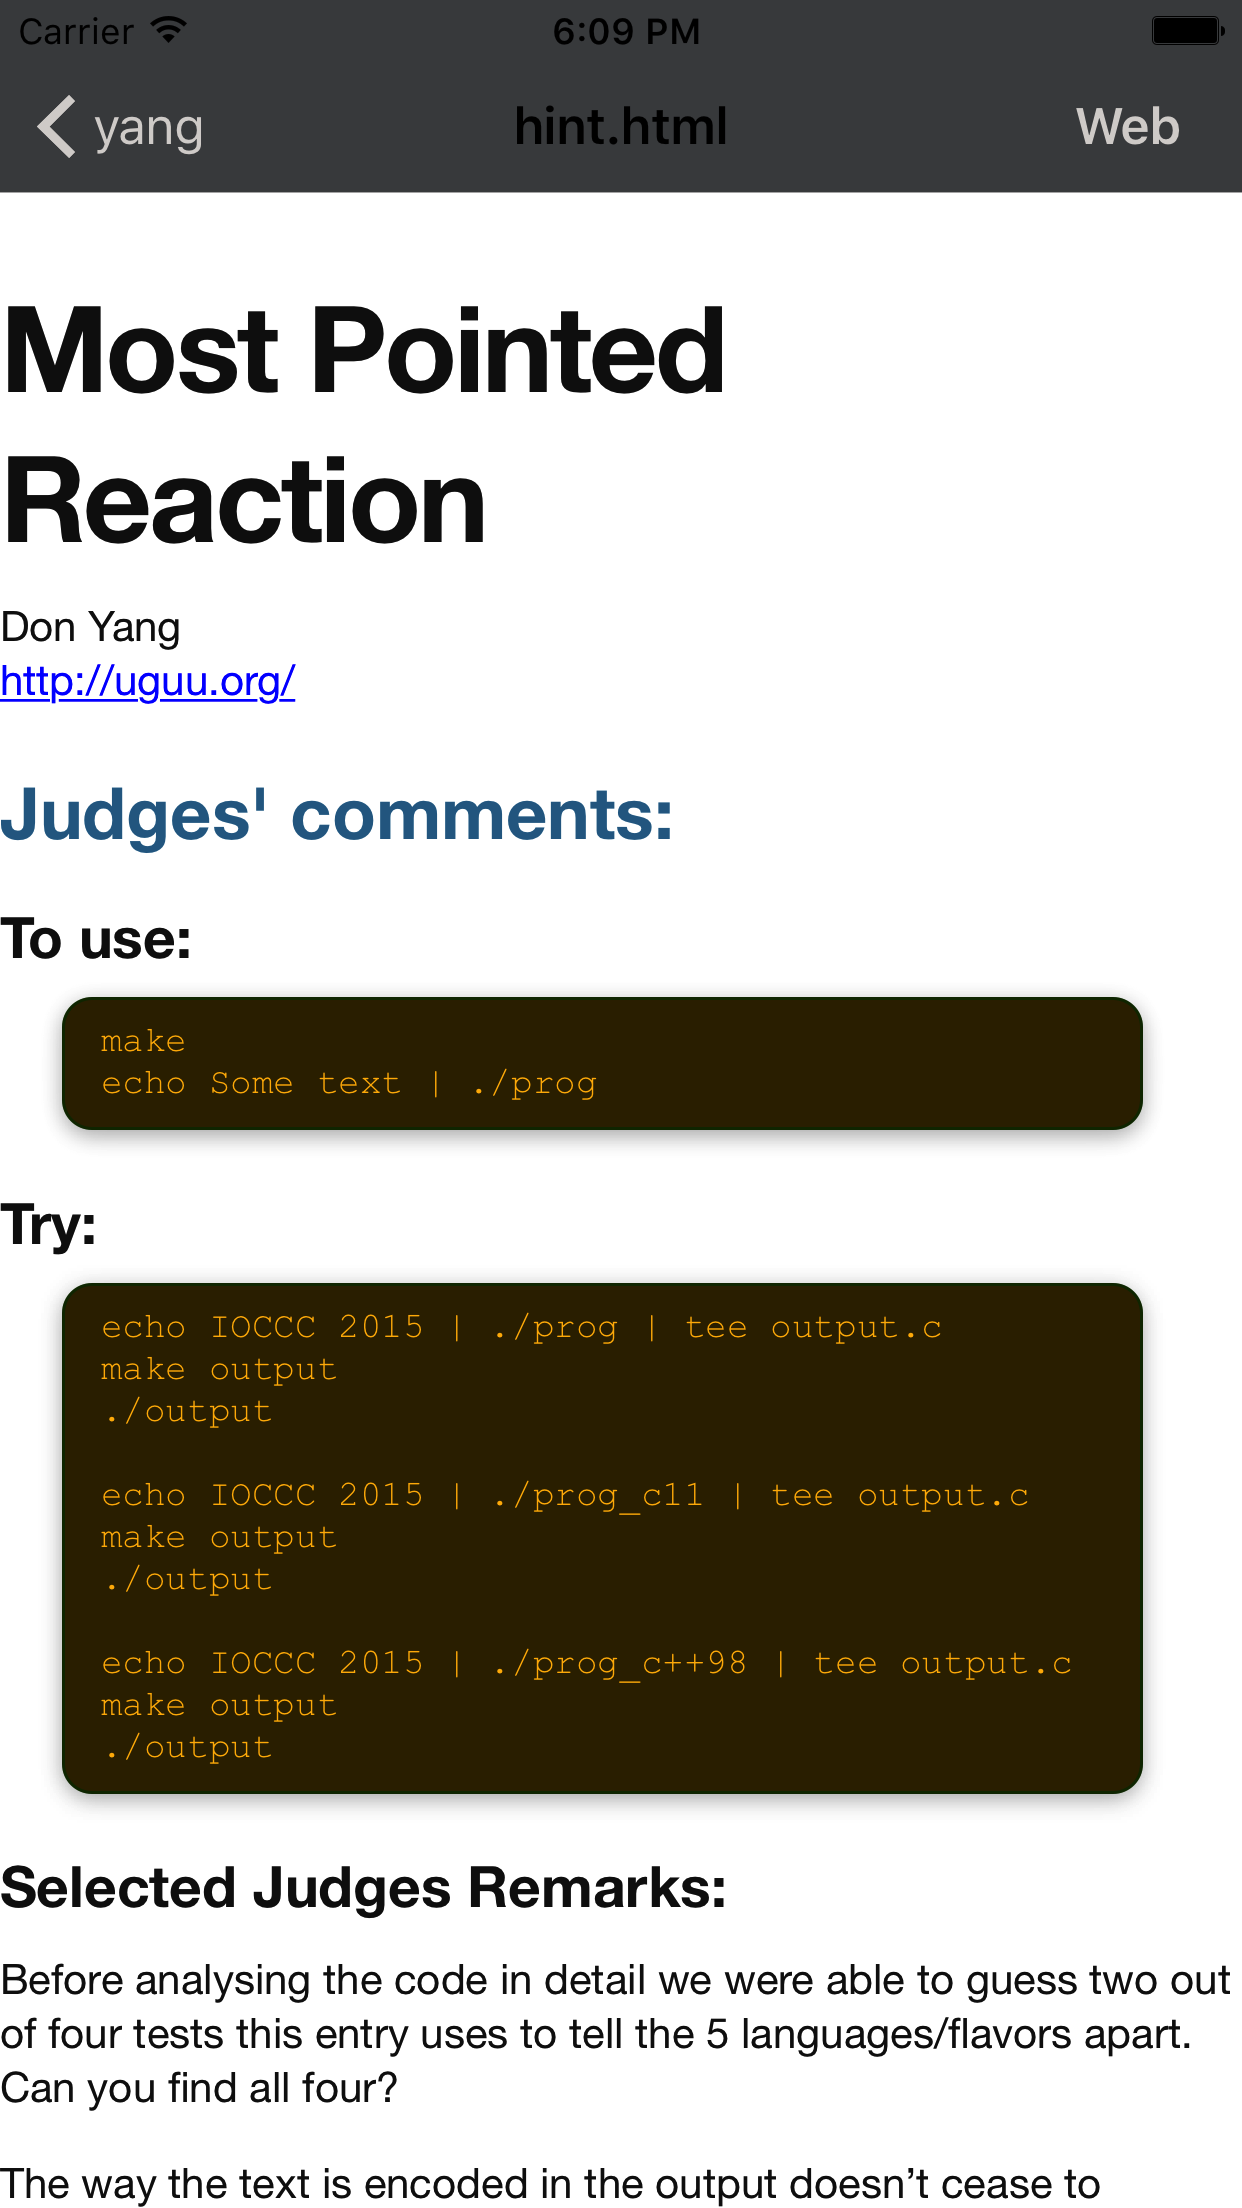 Carrier 6:09 PM
yang hint.html Web
Most Pointed
Reaction
Don Yang
http://uguu.org/
Judges' comments:
To use:
make
echo Some text | ./prog
Try:
echo IOCCC 2015 | ./prog | tee output.c
make output
./output
echo IOCCC 2015 | ./prog_c11 | tee output.c
make output
./output
echo IOCCC 2015 | ./prog_c++98 | tee output.c
make output
./output
Selected Judges Remarks:
Before analysing the code in detail we were able to guess two out
of four tests this entry uses to tell the 5 languages/flavors apart.
Can you find all four?
The way the text is encoded in the output doesn’t cease to